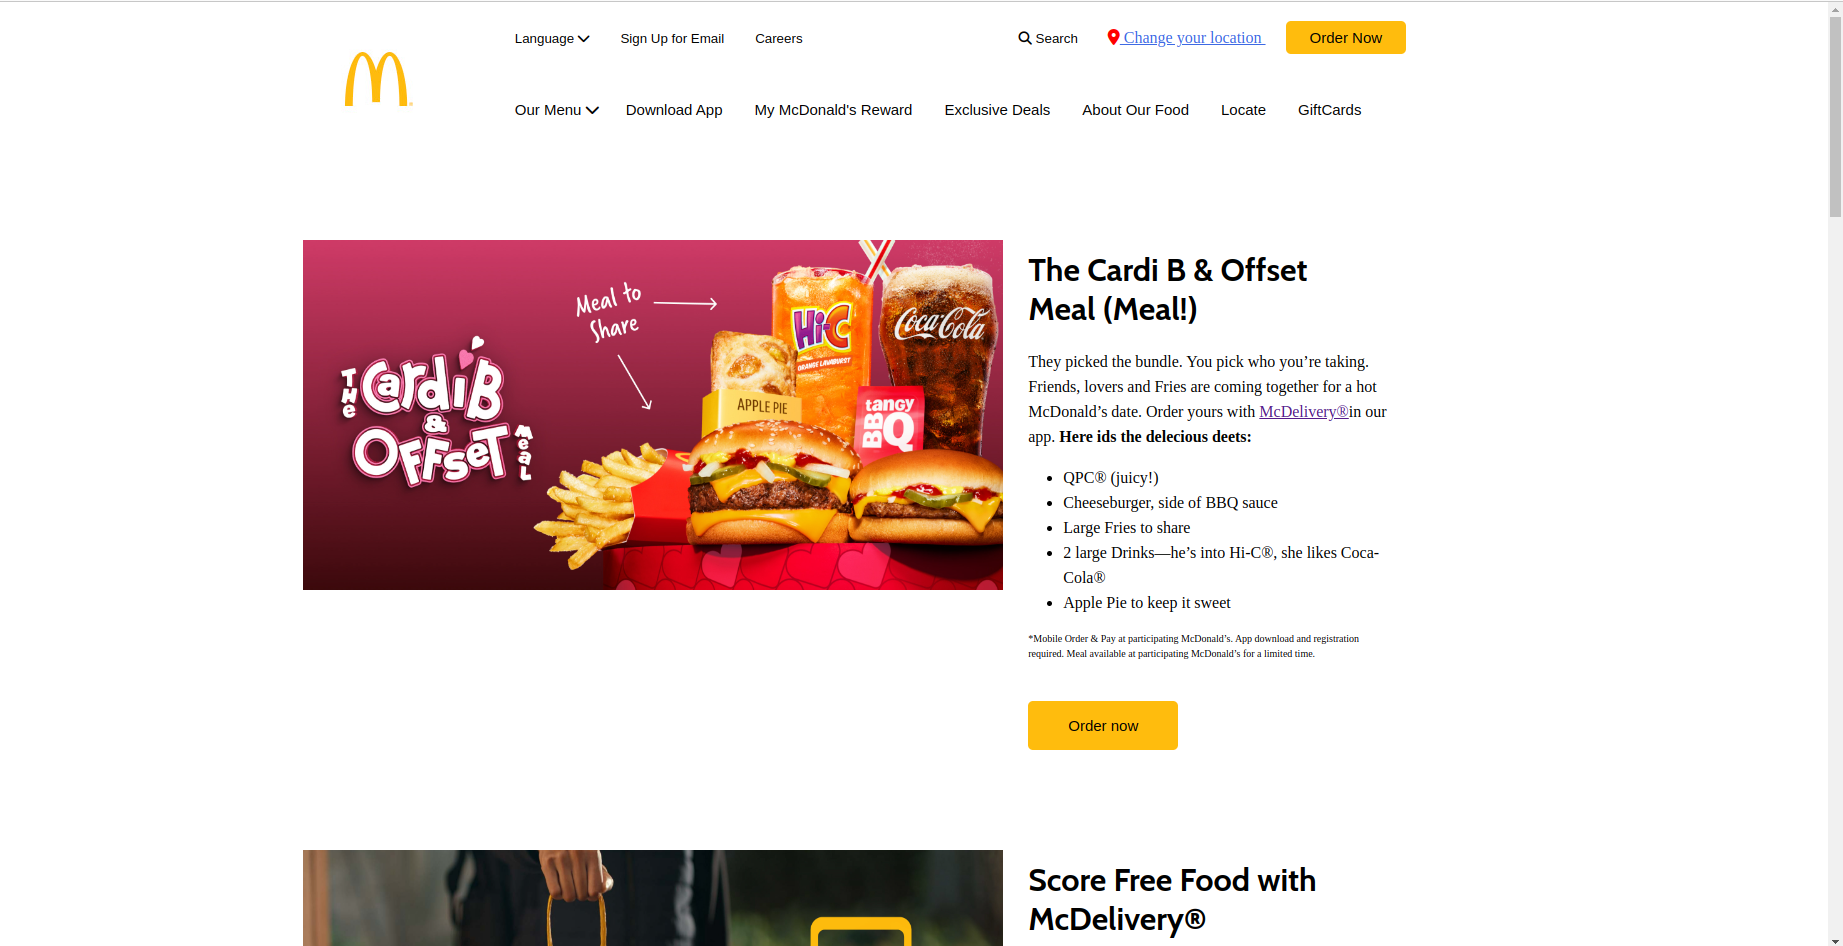 Language
Sign Up for Email
Careers
Search
Change your location
Order Now
Our Menu
Download App
My McDonald's Reward
Exclusive Deals
About Our Food
Locate
GiftCards
THE
Cardi B
&
OFFSET
MEAL
Meal to
Share
Hi-C
ORANGE LAVABURST
Coca-Cola
APPLE PIE
tangy
BBQ
The Cardi B & Offset
Meal (Meal!)
They picked the bundle. You pick who you’re taking.
Friends, lovers and Fries are coming together for a hot
McDonald’s date. Order yours with McDelivery®in our
app. Here ids the delecious deets:
QPC® (juicy!)
Cheeseburger, side of BBQ sauce
Large Fries to share
2 large Drinks—he’s into Hi-C®, she likes Coca-
Cola®
Apple Pie to keep it sweet
*Mobile Order & Pay at participating McDonald’s. App download and registration
required. Meal available at participating McDonald’s for a limited time.
Order now
Score Free Food with
McDelivery®